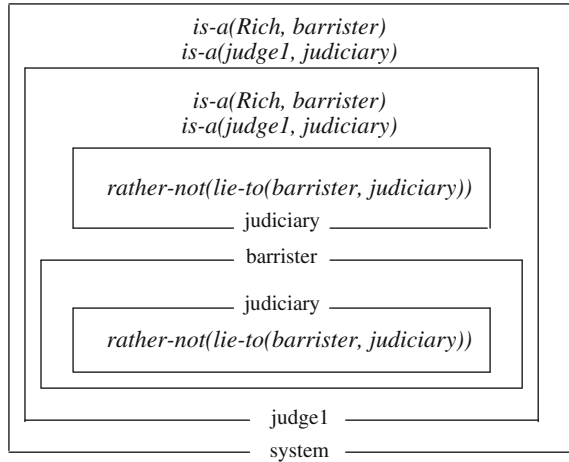 is-a(Rich, barrister)
is-a(judge1, judiciary)
is-a(Rich, barrister)
is-a(judge1, judiciary)
rather-not(lie-to(barrister, judiciary))
judiciary
barrister
judiciary
rather-not(lie-to(barrister, judiciary))
judge1
system